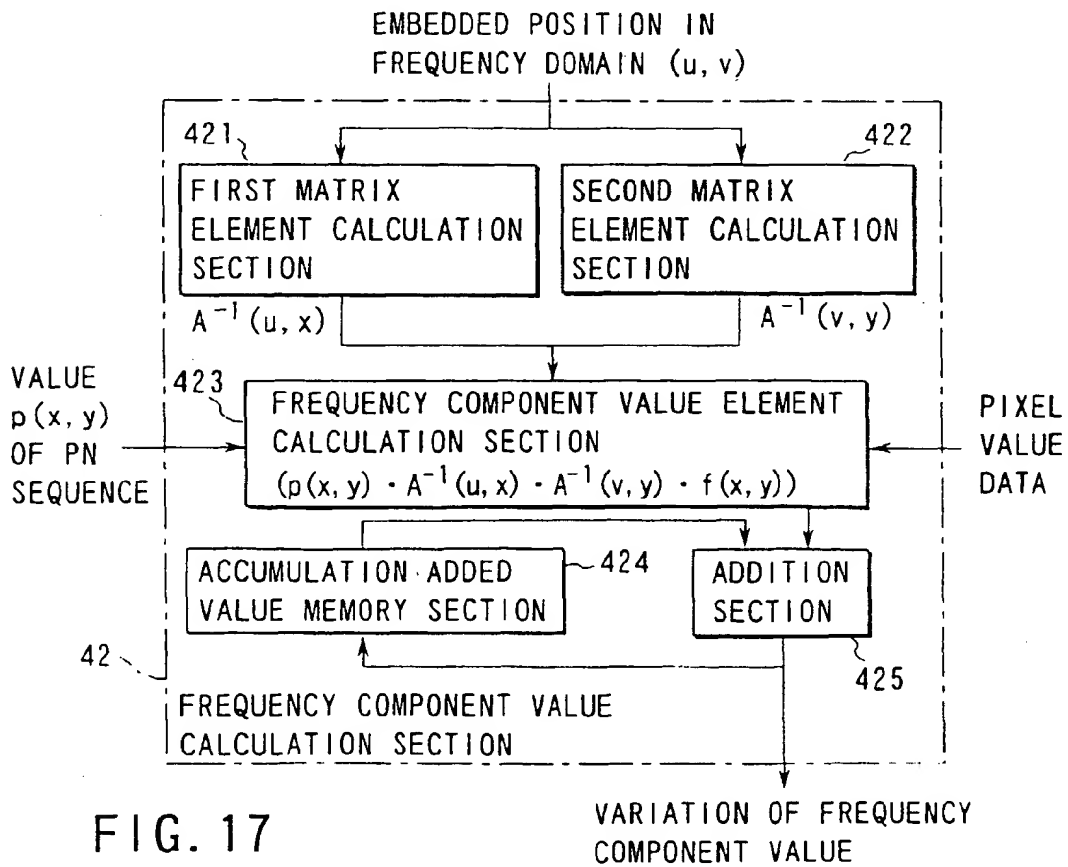 EMBEDDED POSITION IN
FREQUENCY DOMAIN (u, v)
421
422
FIRST MATRIX
ELEMENT CALCULATION
SECTION
SECOND MATRIX
ELEMENT CALCULATION
SECTION
A⁻¹(u, x)
A⁻¹(v, y)
VALUE
p(x, y)
OF PN
SEQUENCE
423
FREQUENCY COMPONENT VALUE ELEMENT
CALCULATION SECTION
(p(x, y) · A⁻¹(u, x) · A⁻¹(v, y) · f(x, y))
PIXEL
VALUE
DATA
ACCUMULATION ADDED
VALUE MEMORY SECTION
424
ADDITION
SECTION
425
42
FREQUENCY COMPONENT VALUE
CALCULATION SECTION
FIG. 17
VARIATION OF FREQUENCY
COMPONENT VALUE